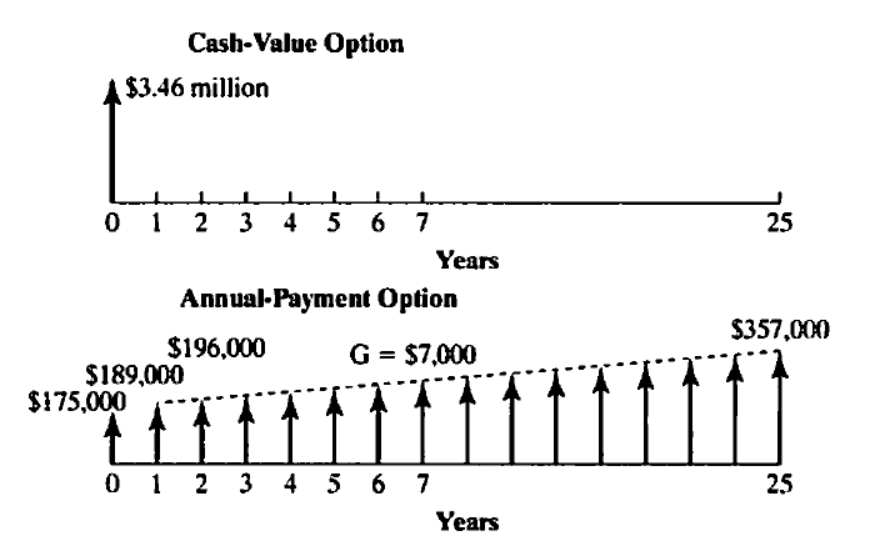 Cash-Value Option
$3.46 million
0 1 2 3 4 5 6 7 25
Years
Annual-Payment Option
$357,000
$196,000 G = $7,000
$189,000
$175,000
0 1 2 3 4 5 6 7 25
Years